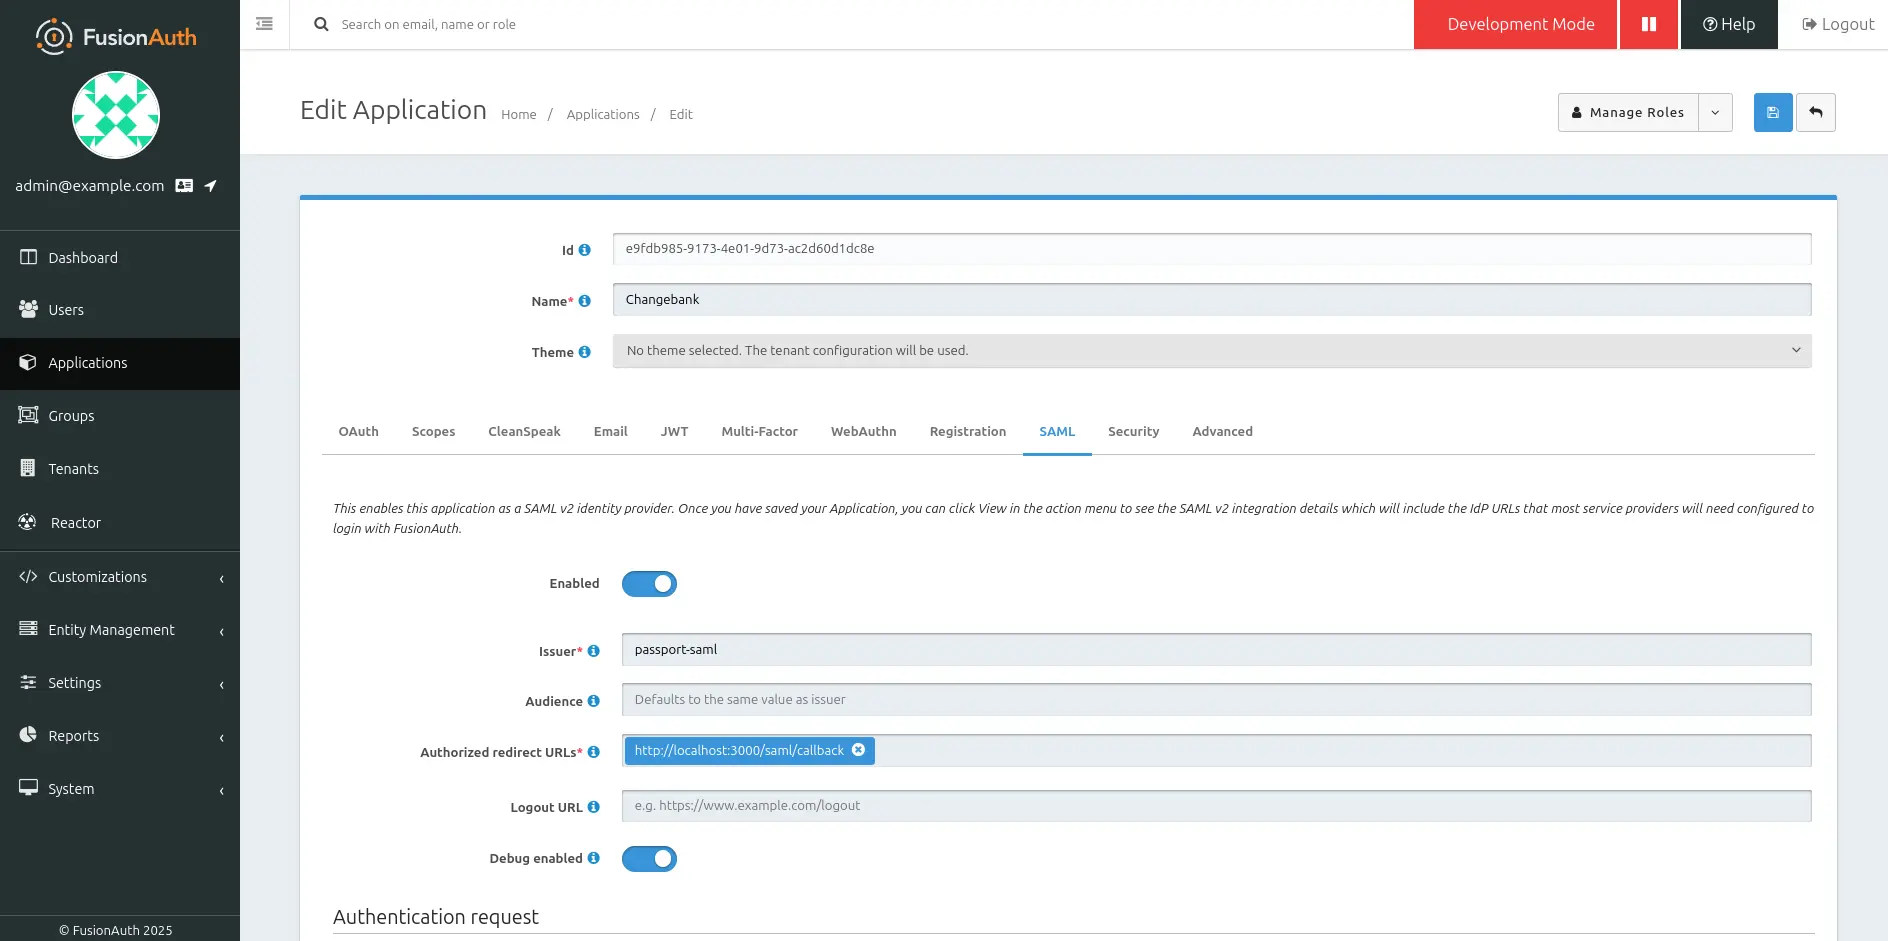 FusionAuth
admin@example.com
Dashboard
Users
Applications
Groups
Tenants
Reactor
Customizations
Entity Management
Settings
Reports
System
© FusionAuth 2025
Search on email, name or role
Development Mode
Help
Logout
Edit Application
Home / Applications / Edit
Manage Roles
Id
e9fdb985-9173-4e01-9d73-ac2d60d1dc8e
Name*
Changebank
Theme
No theme selected. The tenant configuration will be used.
OAuth Scopes CleanSpeak Email JWT Multi-Factor WebAuthn Registration SAML Security Advanced
This enables this application as a SAML v2 identity provider. Once you have saved your Application, you can click View in the action menu to see the SAML v2 integration details which will include the IdP URLs that most service providers will need configured to
login with FusionAuth.
Enabled
Issuer*
passport-saml
Audience
Defaults to the same value as issuer
Authorized redirect URLs*
http://localhost:3000/saml/callback
Logout URL
e.g. https://www.example.com/logout
Debug enabled
Authentication request